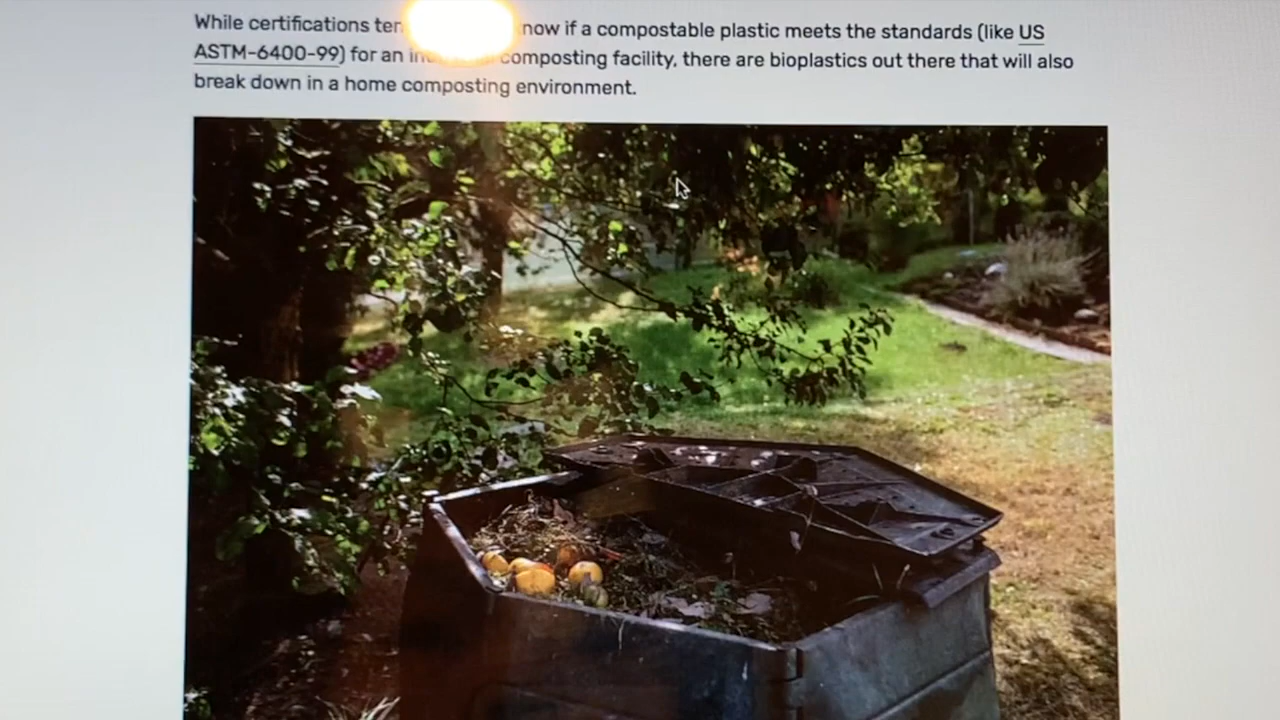 While certifications now if a compostable plastic meets the standards (like US
ASTM-6400-99) for an composting facility, there are bioplastics out there that will also
break down in a home composting environment.